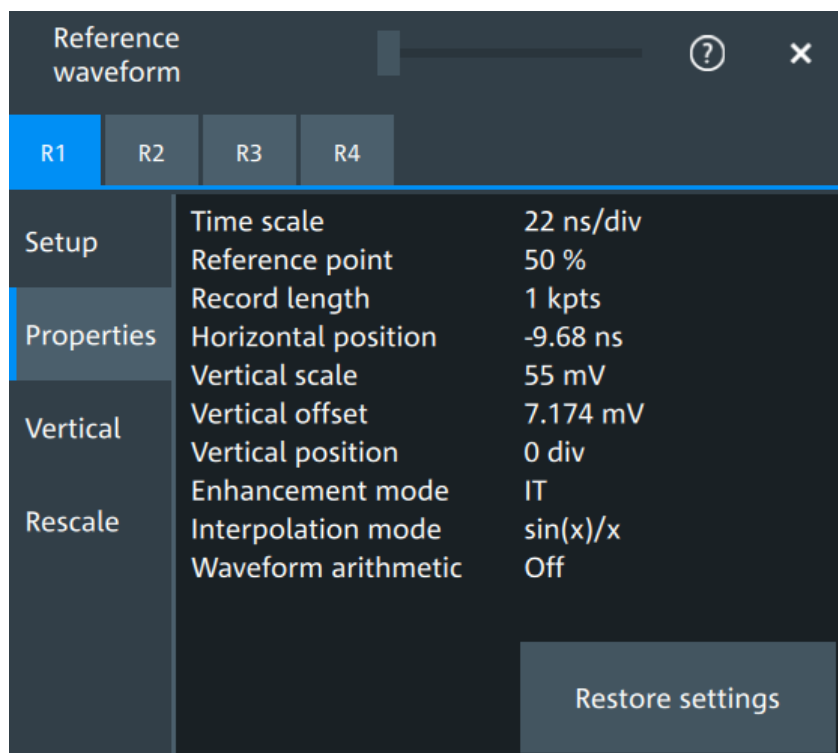 Reference
waveform
?
×
R1 R2 R3 R4
Setup
Properties
Vertical
Rescale
Time scale 22 ns/div
Reference point 50 %
Record length 1 kpts
Horizontal position -9.68 ns
Vertical scale 55 mV
Vertical offset 7.174 mV
Vertical position 0 div
Enhancement mode IT
Interpolation mode sin(x)/x
Waveform arithmetic Off
Restore settings